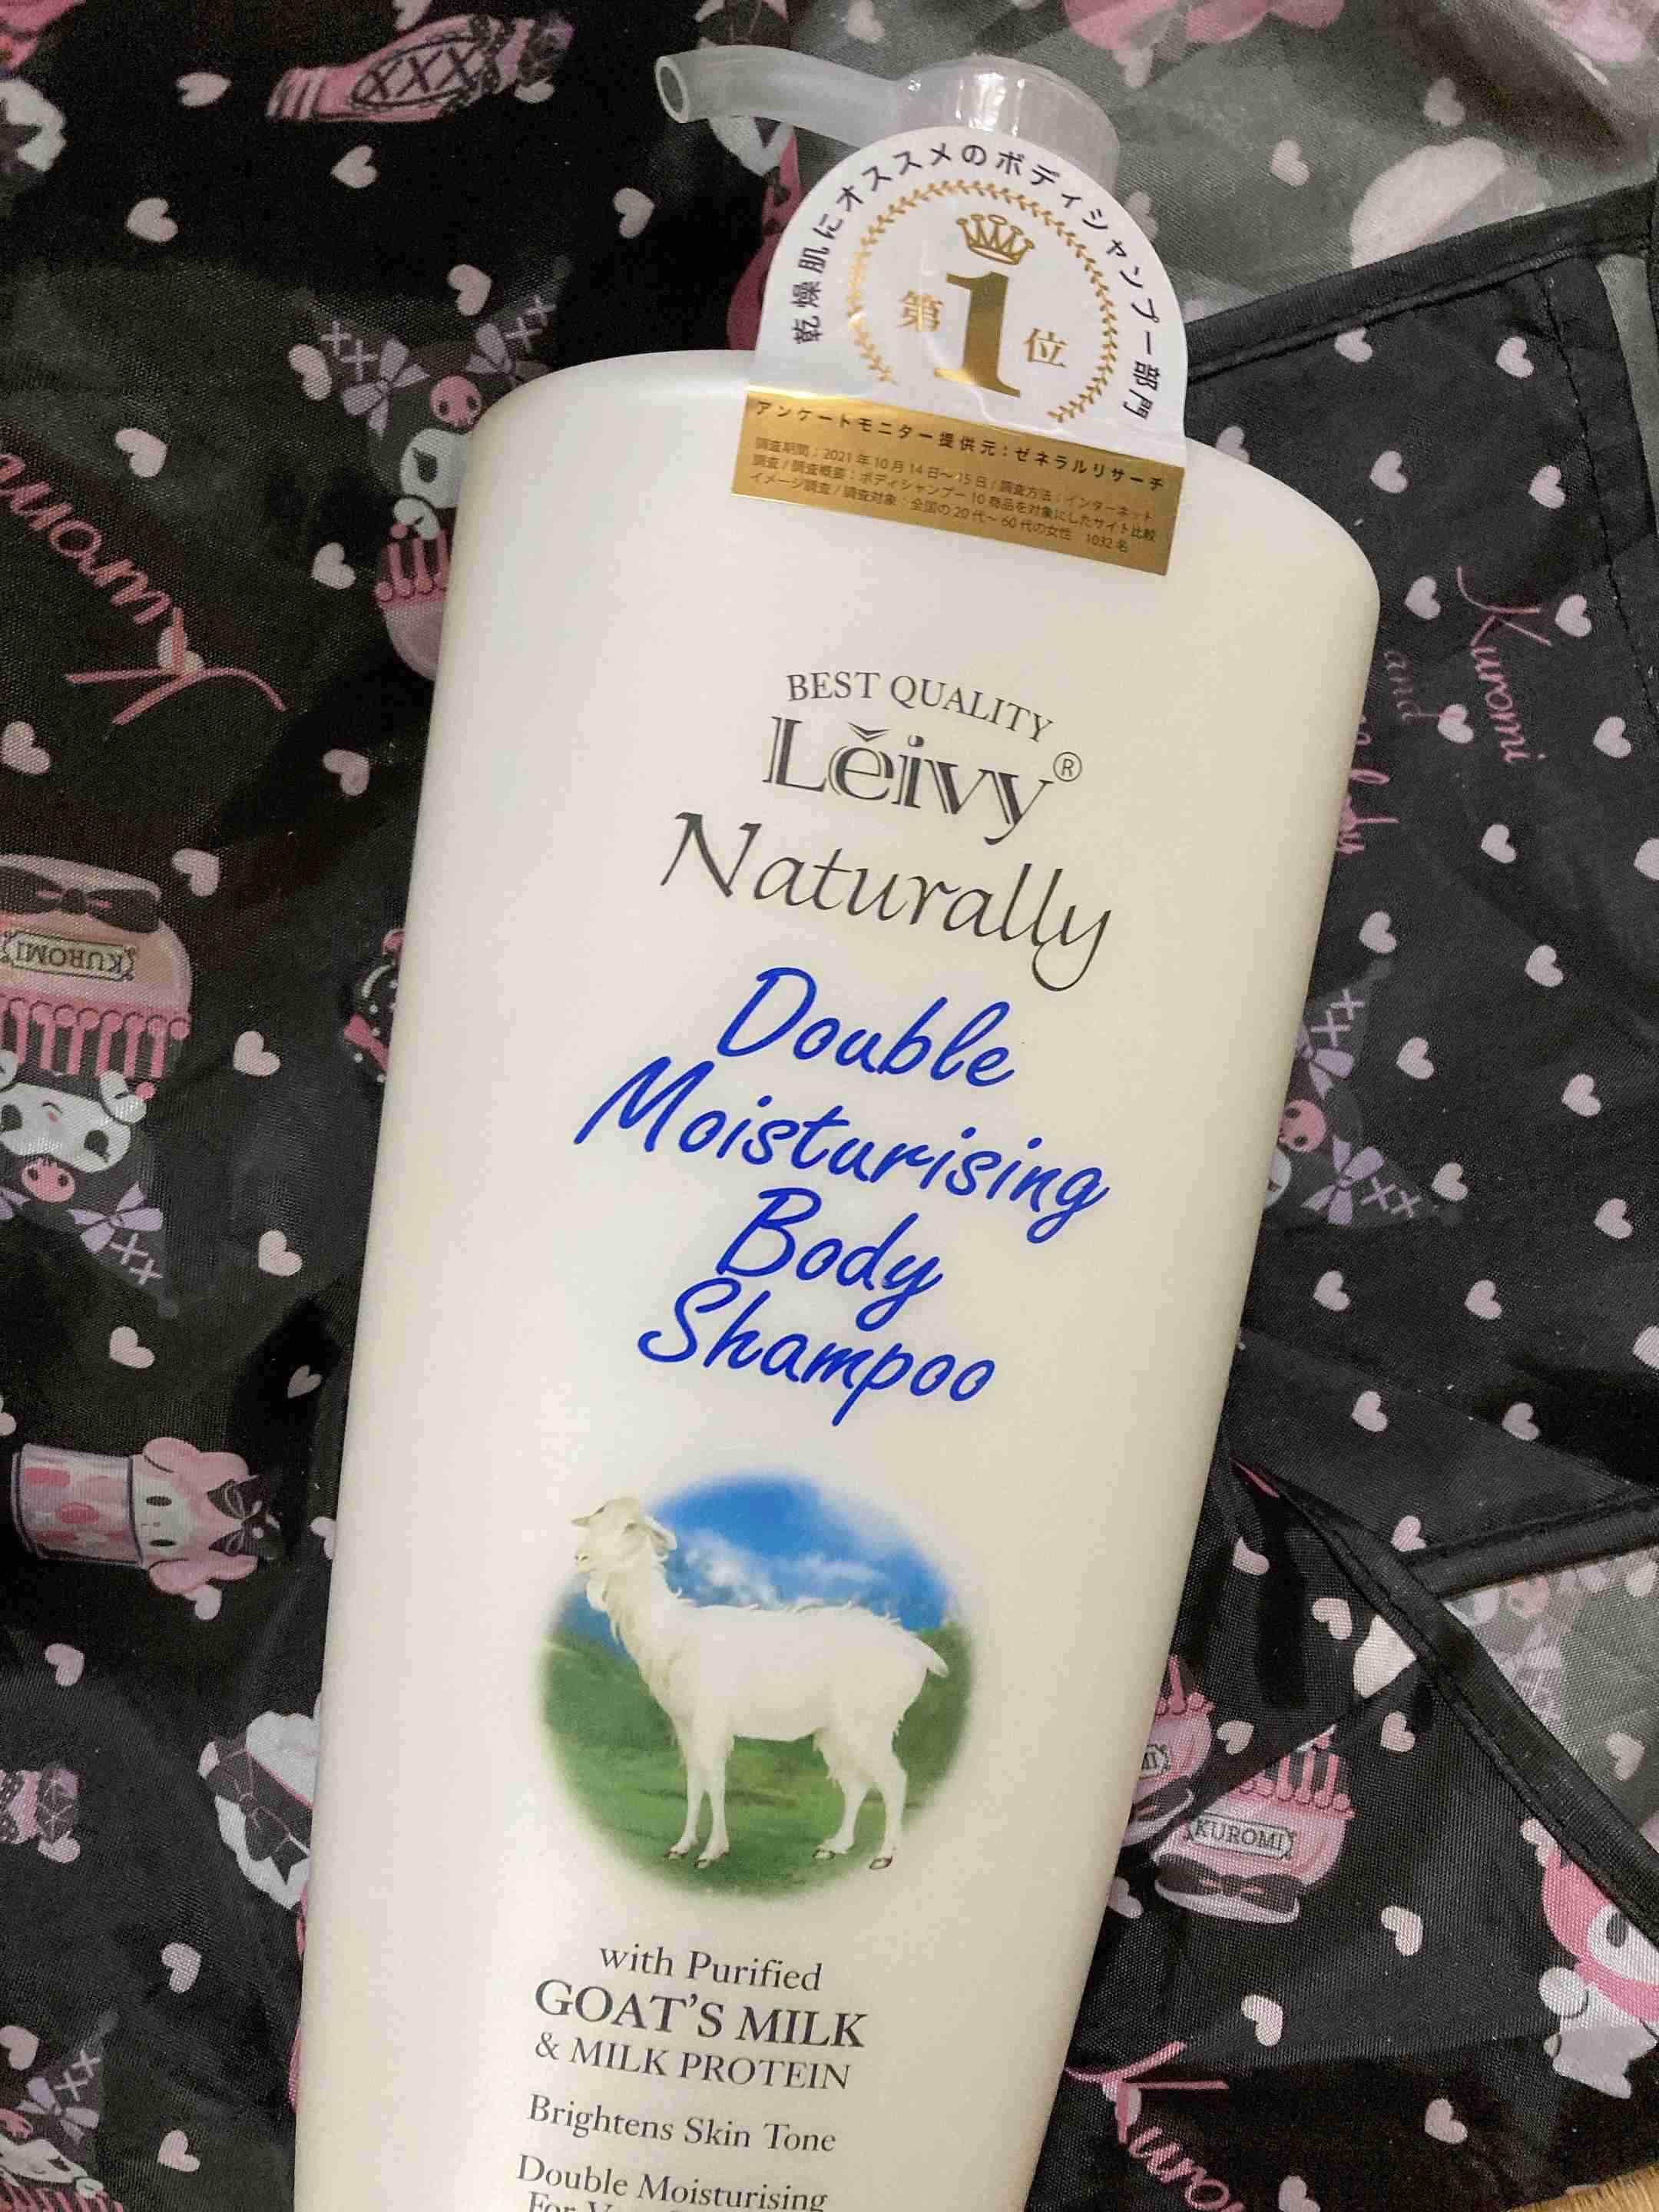 乾燥肌にオススメのボディシャンプー部門
第1位
アンケートモニター提供元：ゼネラルリサーチ
調査期間：2021年10月14日～15日/調査方法：インターネット
調査/調査概要：ボディシャンプー10商品を対象にしたサイト比較
イメージ調査/調査対象：全国の20代～60代の女性 1032名
BEST QUALITY
Lěivy®
Naturally
Double
Moisturising
Body
Shampoo
with Purified
GOAT'S MILK
& MILK PROTEIN
Brightens Skin Tone
Double Moisturising
For
Kuromi
KUROMI
Kuromi
and
KUROMI
Kuromi